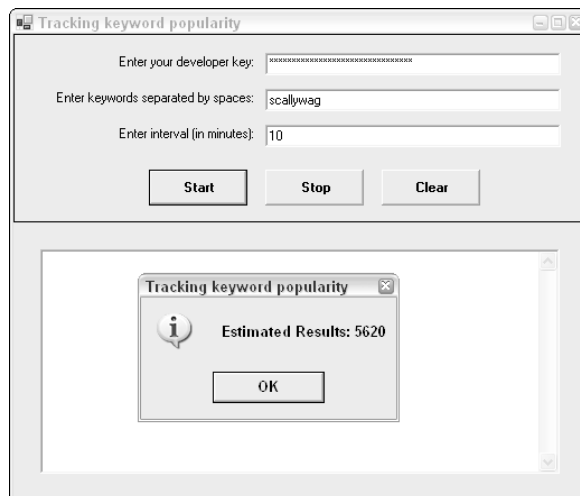 Tracking keyword popularity
Enter your developer key: ********************************
Enter keywords separated by spaces: scallywag
Enter interval (in minutes): 10
Start Stop Clear
Tracking keyword popularity
Estimated Results: 5620
OK